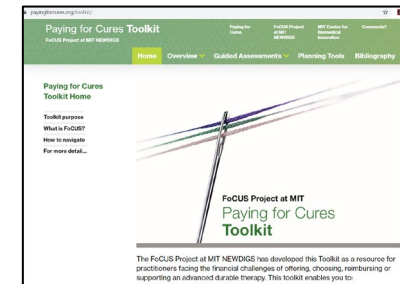 payingforcures.org/toolkit/
Paying for Cures Toolkit
FoCUS Project at MIT NEWDIGS
Paying for
Cures
FoCUS Project
at MIT
NEWDIGS
MIT Center for
Biomedical
Innovation
Comments?
Home Overview Guided Assessments Planning Tools Bibliography
Paying for Cures
Toolkit Home
Toolkit purpose
What is FoCUS?
How to navigate
For more detail...
FoCUS Project at MIT
Paying for Cures
Toolkit
The FoCUS Project at MIT NEWDIGS has developed this Toolkit as a resource for
practitioners facing the financial challenges of offering, choosing, reimbursing or
supporting an advanced durable therapy. This toolkit enables you to: